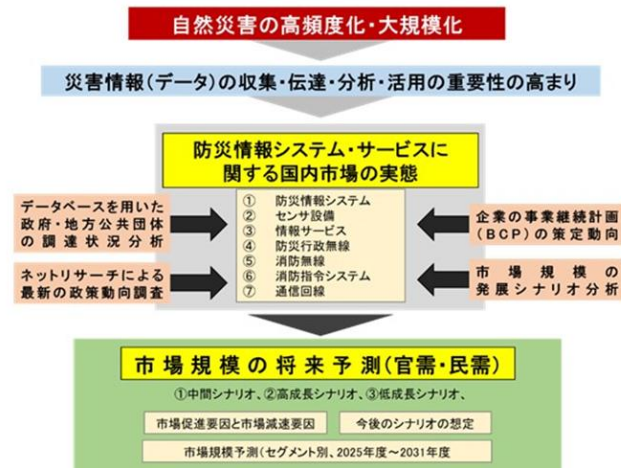 自然災害の高頻度化・大規模化
災害情報(データ)の収集・伝達・分析・活用の重要性の高まり
防災情報システム・サービスに
関する国内市場の実態
① 防災情報システム
② センサ設備
③ 情報サービス
④ 防災行政無線
⑤ 消防無線
⑥ 消防指令システム
⑦ 通信回線
データベースを用いた
政府・地方公共団体
の調達状況分析
ネットリサーチによる
最新の政策動向調査
企業の事業継続計画
(BCP)の策定動向
市場規模の
発展シナリオ分析
市場規模の将来予測(官需・民需)
①中間シナリオ、②高成長シナリオ、③低成長シナリオ、
市場促進要因と市場減速要因
今後のシナリオの想定
市場規模予測(セグメント別、2025年度～2031年度